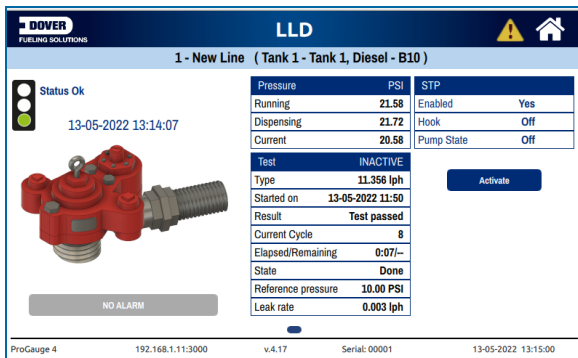 DOVER
FUELING SOLUTIONS
LLD
1 - New Line ( Tank 1 - Tank 1, Diesel - B10 )
Status Ok
13-05-2022 13:14:07
NO ALARM
Pressure PSI
Running 21.58
Dispensing 21.72
Current 20.58
Test INACTIVE
Type 11.356 lph
Started on 13-05-2022 11:50
Result Test passed
Current Cycle 8
Elapsed/Remaining 0:07/--
State Done
Reference pressure 10.00 PSI
Leak rate 0.003 lph
STP
Enabled Yes
Hook Off
Pump State Off
Activate
ProGauge 4 192.168.1.11:3000 v.4.17 Serial: 00001 13-05-2022 13:15:00